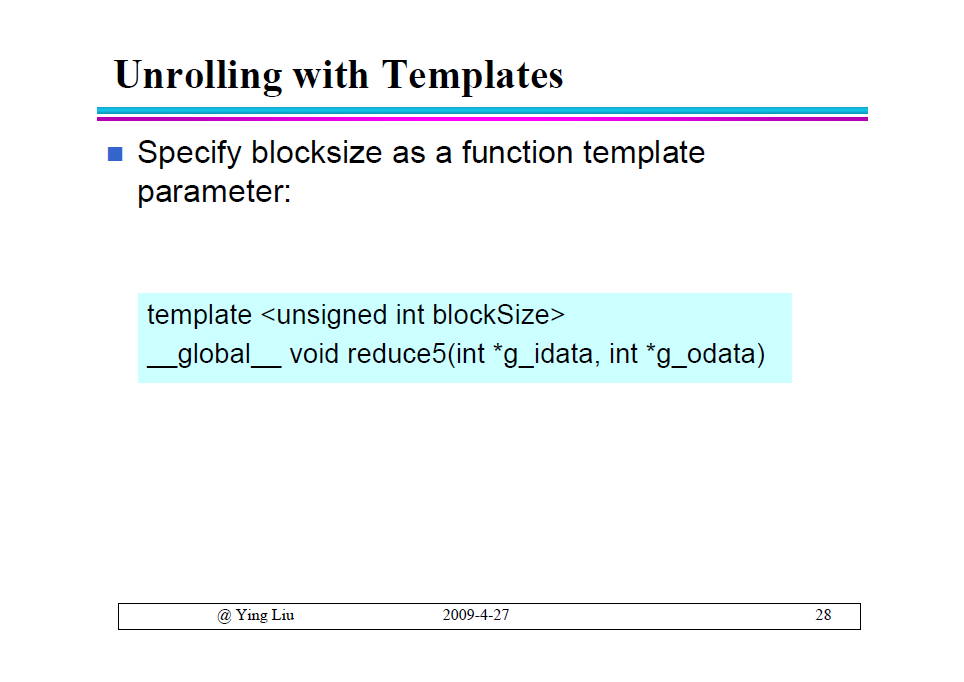 Unrolling with Templates
Specify blocksize as a function template
parameter:
template <unsigned int blockSize>
__global__ void reduce5(int *g_idata, int *g_odata)
@ Ying Liu 2009-4-27 28